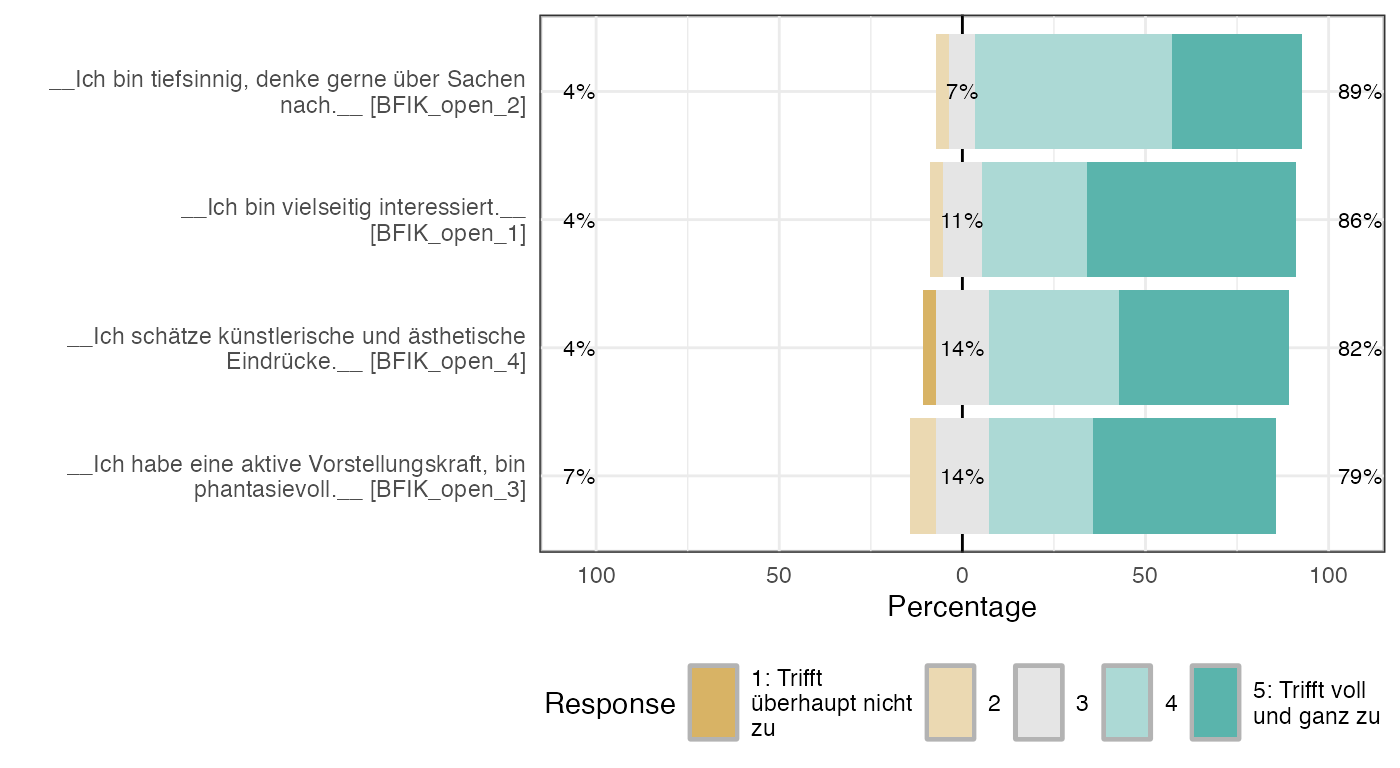 __Ich bin tiefsinnig, denke gerne über Sachen
nach.__ [BFIK_open_2]
4%
7%
89%
__Ich bin vielseitig interessiert.__
[BFIK_open_1]
4%
11%
86%
__Ich schätze künstlerische und ästhetische
Eindrücke.__ [BFIK_open_4]
4%
14%
82%
__Ich habe eine aktive Vorstellungskraft, bin
phantasievoll.__ [BFIK_open_3]
7%
14%
79%
100 50 0 50 100
Percentage
Response
1: Trifft
überhaupt nicht
zu
2
3
4
5: Trifft voll
und ganz zu